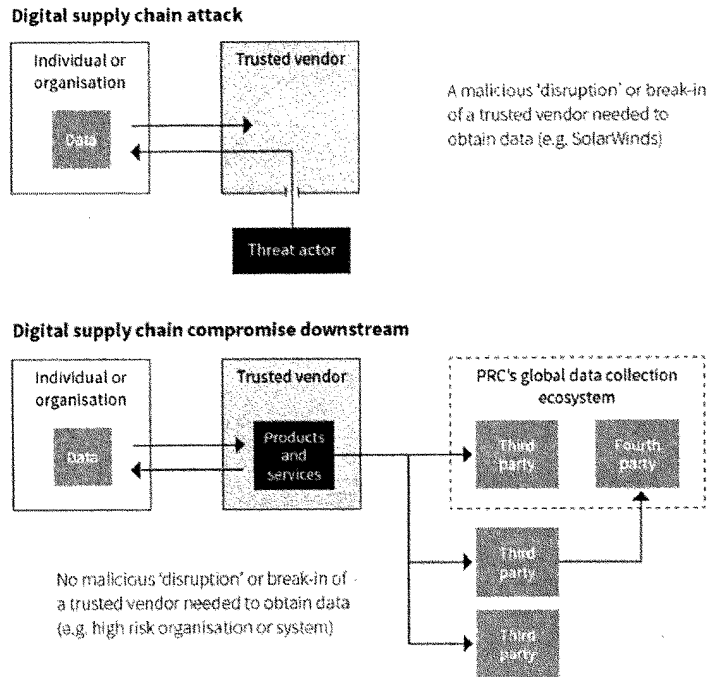 Digital supply chain attack
Individual or
organisation
Data
Trusted vendor
Threat actor
A malicious 'disruption' or break-in
of a trusted vendor needed to
obtain data (e.g. SolarWinds)
Digital supply chain compromise downstream
Individual or
organisation
Data
Trusted vendor
Products
and
services
PRC's global data collection
ecosystem
Third
party
Fourth
party
Third
party
Third
party
No malicious 'disruption' or break-in of
a trusted vendor needed to obtain data
(e.g. high risk organisation or system)